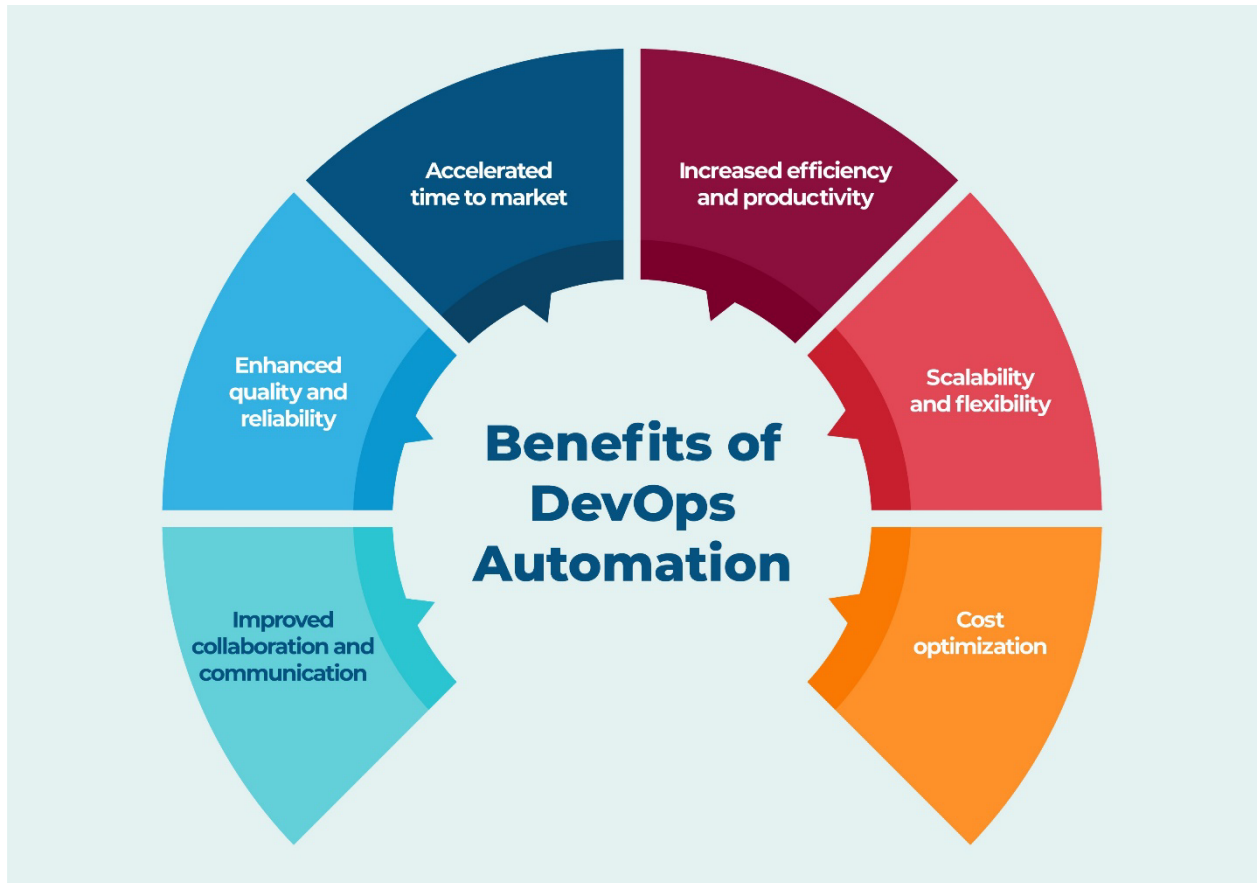 Accelerated
time to market
Increased efficiency
and productivity
Enhanced
quality and
reliability
Scalability
and flexibility
Benefits of
DevOps
Automation
Improved
collaboration and
communication
Cost
optimization